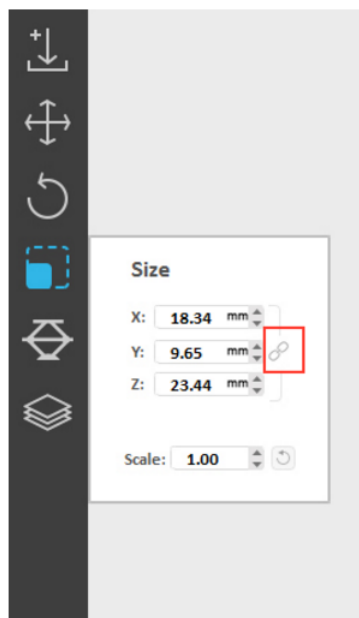 Size
X: 18.34 mm
Y: 9.65 mm
Z: 23.44 mm
Scale: 1.00